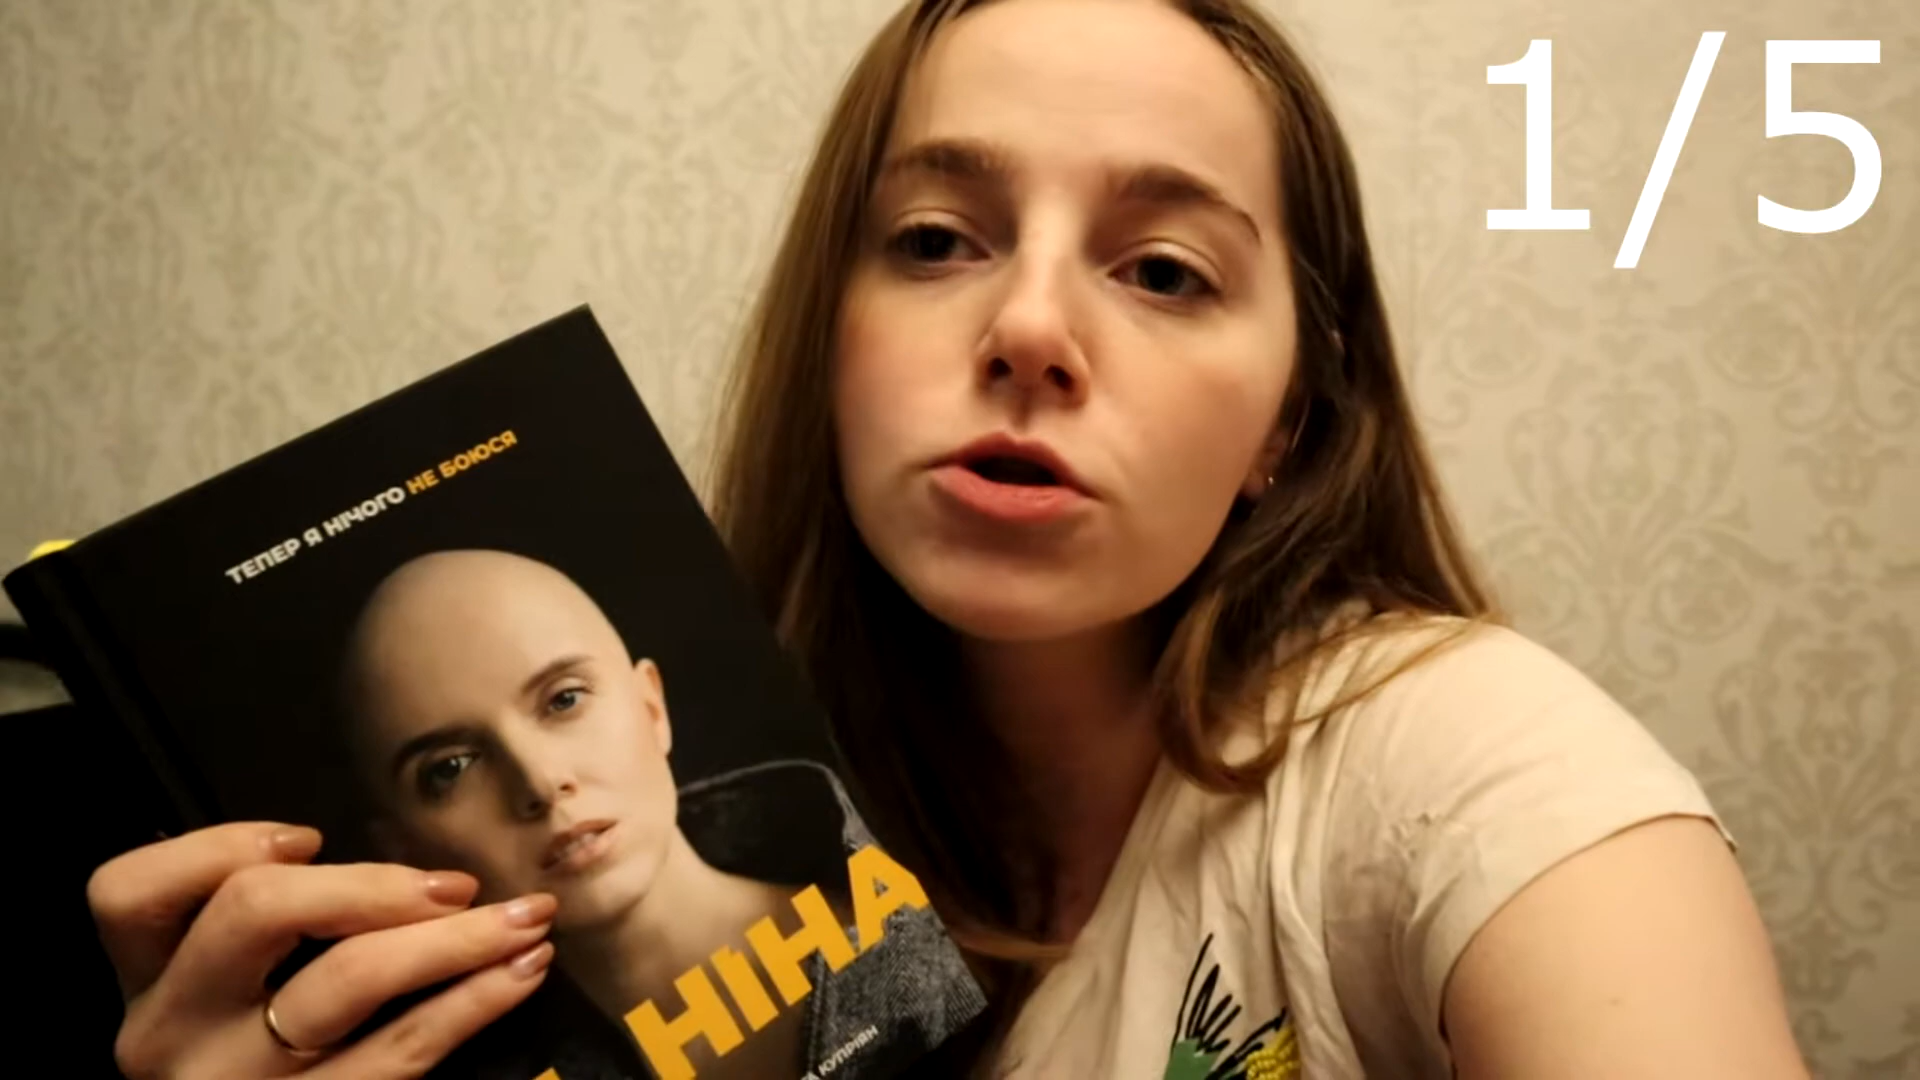 1/5
ТЕПЕР Я НІЧОГО НЕ БОЮСЯ
НІНА
КУПРІЯН